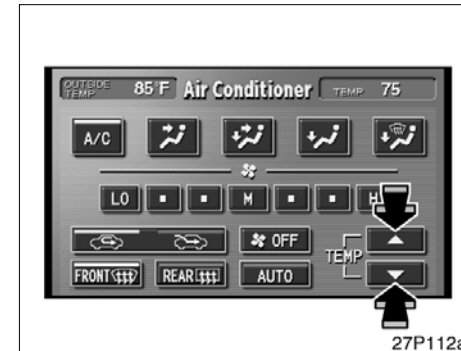 OUTSIDE TEMP 85°F Air Conditioner TEMP 75
A/C
LO M H
OFF
TEMP
FRONT REAR AUTO
27P112a